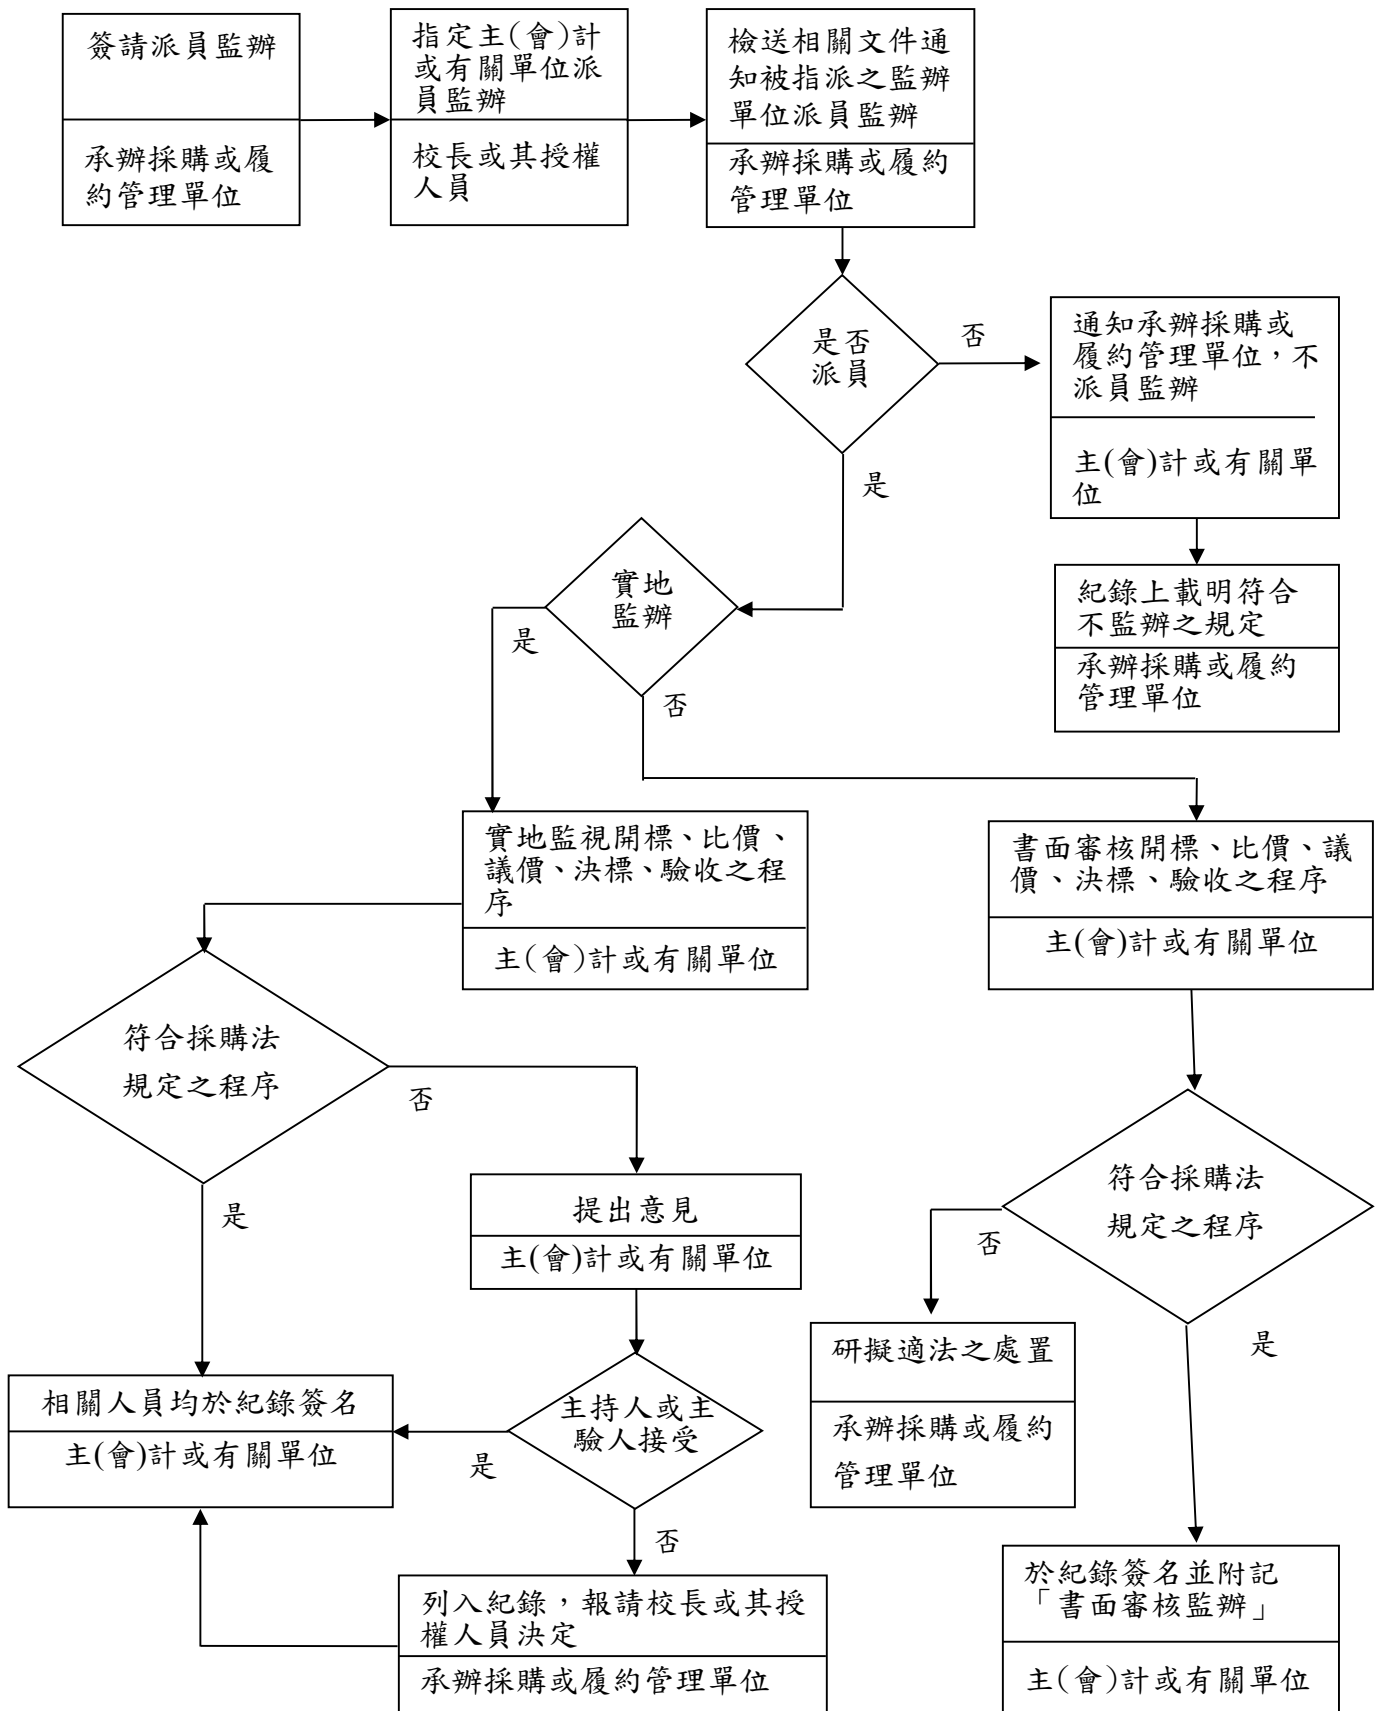 簽請派員監辦
承辦採購或履
約管理單位
指定主(會)計
或有關單位派
員監辦
校長或其授權
人員
檢送相關文件通
知被指派之監辦
單位派員監辦
承辦採購或履約
管理單位
是否
派員
否
是
通知承辦採購或
履約管理單位，不
派員監辦
主(會)計或有關單
位
紀錄上載明符合
不監辦之規定
承辦採購或履約
管理單位
實地
監辦
是
否
實地監視開標、比價、
議價、決標、驗收之程
序
主(會)計或有關單位
書面審核開標、比價、議
價、決標、驗收之程序
主(會)計或有關單位
符合採購法
規定之程序
否
是
提出意見
主(會)計或有關單位
符合採購法
規定之程序
否
是
研擬適法之處置
承辦採購或履約
管理單位
相關人員均於紀錄簽名
主(會)計或有關單位
主持人或主
驗人接受
是
否
列入紀錄，報請校長或其授
權人員決定
承辦採購或履約管理單位
於紀錄簽名並附記
「書面審核監辦」
主(會)計或有關單位